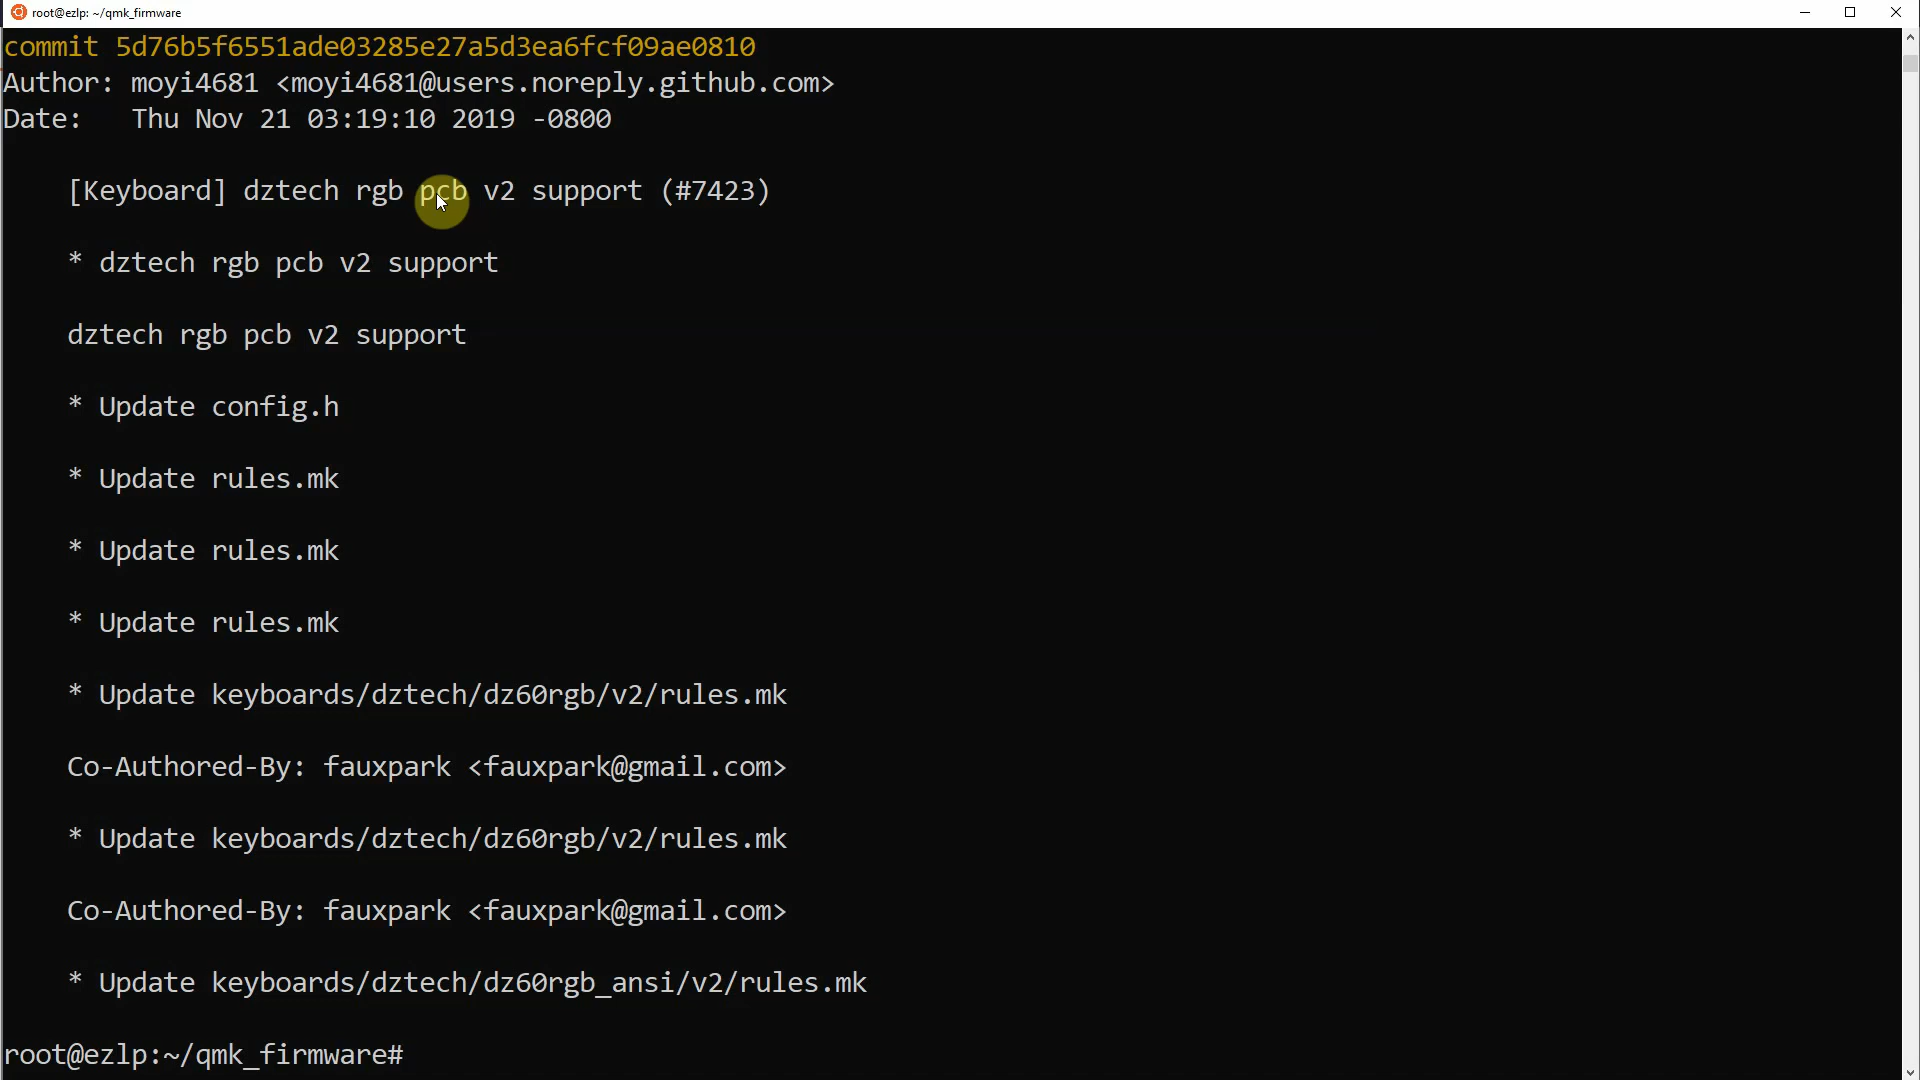 root@ezlp: ~/qmk_firmware
commit 5d76b5f6551ade03285e27a5d3ea6fcf09ae0810
Author: moyi4681 <moyi4681@users.noreply.github.com>
Date:   Thu Nov 21 03:19:10 2019 -0800
[Keyboard] dztech rgb pcb v2 support (#7423)
* dztech rgb pcb v2 support
dztech rgb pcb v2 support
* Update config.h
* Update rules.mk
* Update rules.mk
* Update rules.mk
* Update keyboards/dztech/dz60rgb/v2/rules.mk
Co-Authored-By: fauxpark <fauxpark@gmail.com>
* Update keyboards/dztech/dz60rgb/v2/rules.mk
Co-Authored-By: fauxpark <fauxpark@gmail.com>
* Update keyboards/dztech/dz60rgb_ansi/v2/rules.mk
root@ezlp:~/qmk_firmware#